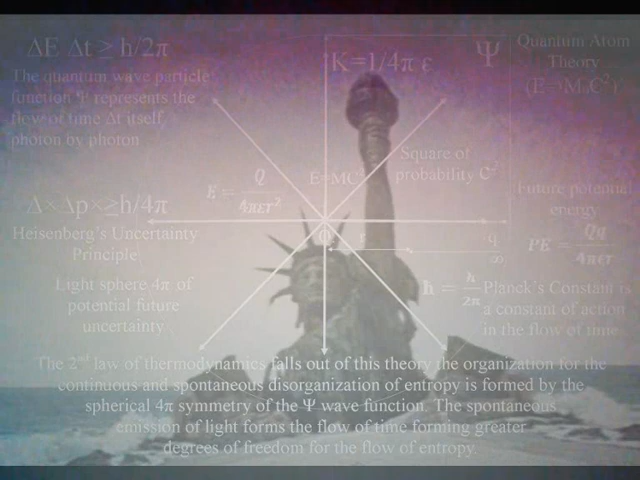 ΔE Δt ≥ h/2π
The quantum wave particle
function Ψ represents the
flow of time Δt itself
photon by photon
K=1/4π ε
Ψ
Quantum Atom
Theory
(E=M₀C²)
Square of
probability C²
E = Q/4πεr²
E=MC²
Δ×Δp×≥h/4π
Heisenberg's Uncertainty
Principle
Future potential
energy
PE = Qq/4πεr
r
q
∞
Light sphere 4π of
potential future
uncertainty
ħ = h/2π
Planck's Constant is
a constant of action
in the flow of time
The 2nd law of thermodynamics falls out of this theory the organization for the
continuous and spontaneous disorganization of entropy is formed by the
spherical 4π symmetry of the Ψ wave function. The spontaneous
emission of light forms the flow of time forming greater
degrees of freedom for the flow of entropy.